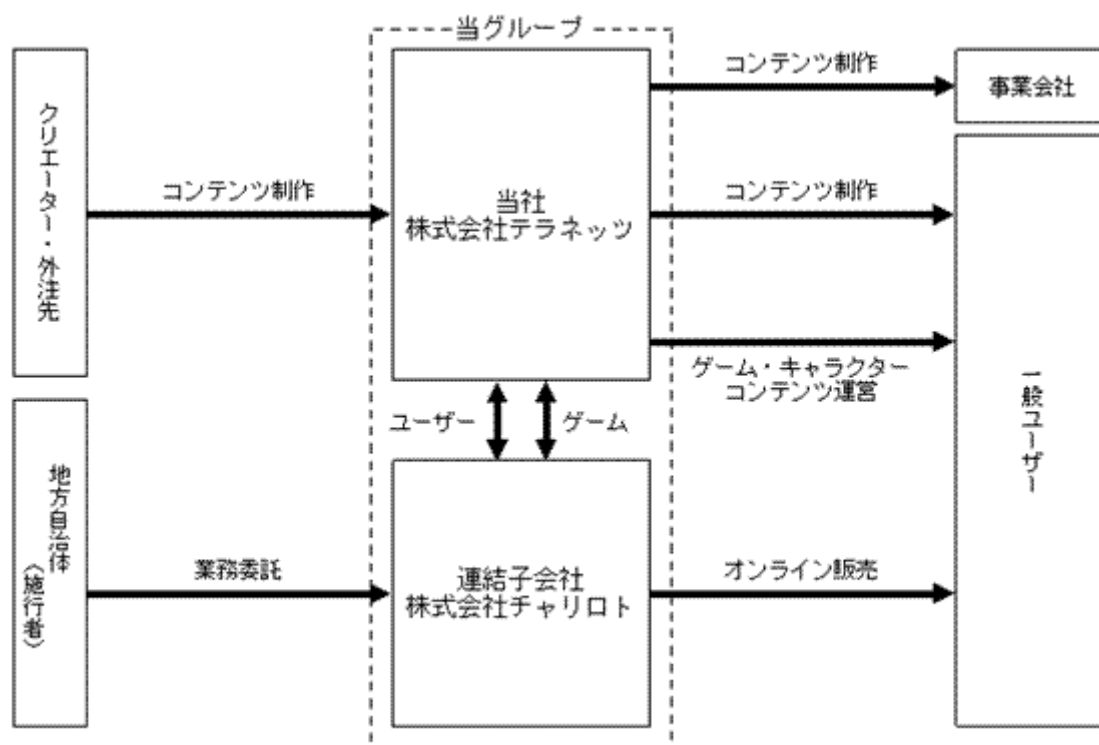 当グループ
クリエーター・外注先
コンテンツ制作
当社
株式会社テラネッツ
コンテンツ制作
事業会社
コンテンツ制作
ゲーム・キャラクター
コンテンツ運営
一般ユーザー
ユーザー
ゲーム
地方自治体
（施行者）
業務委託
連結子会社
株式会社チャリロト
オンライン販売